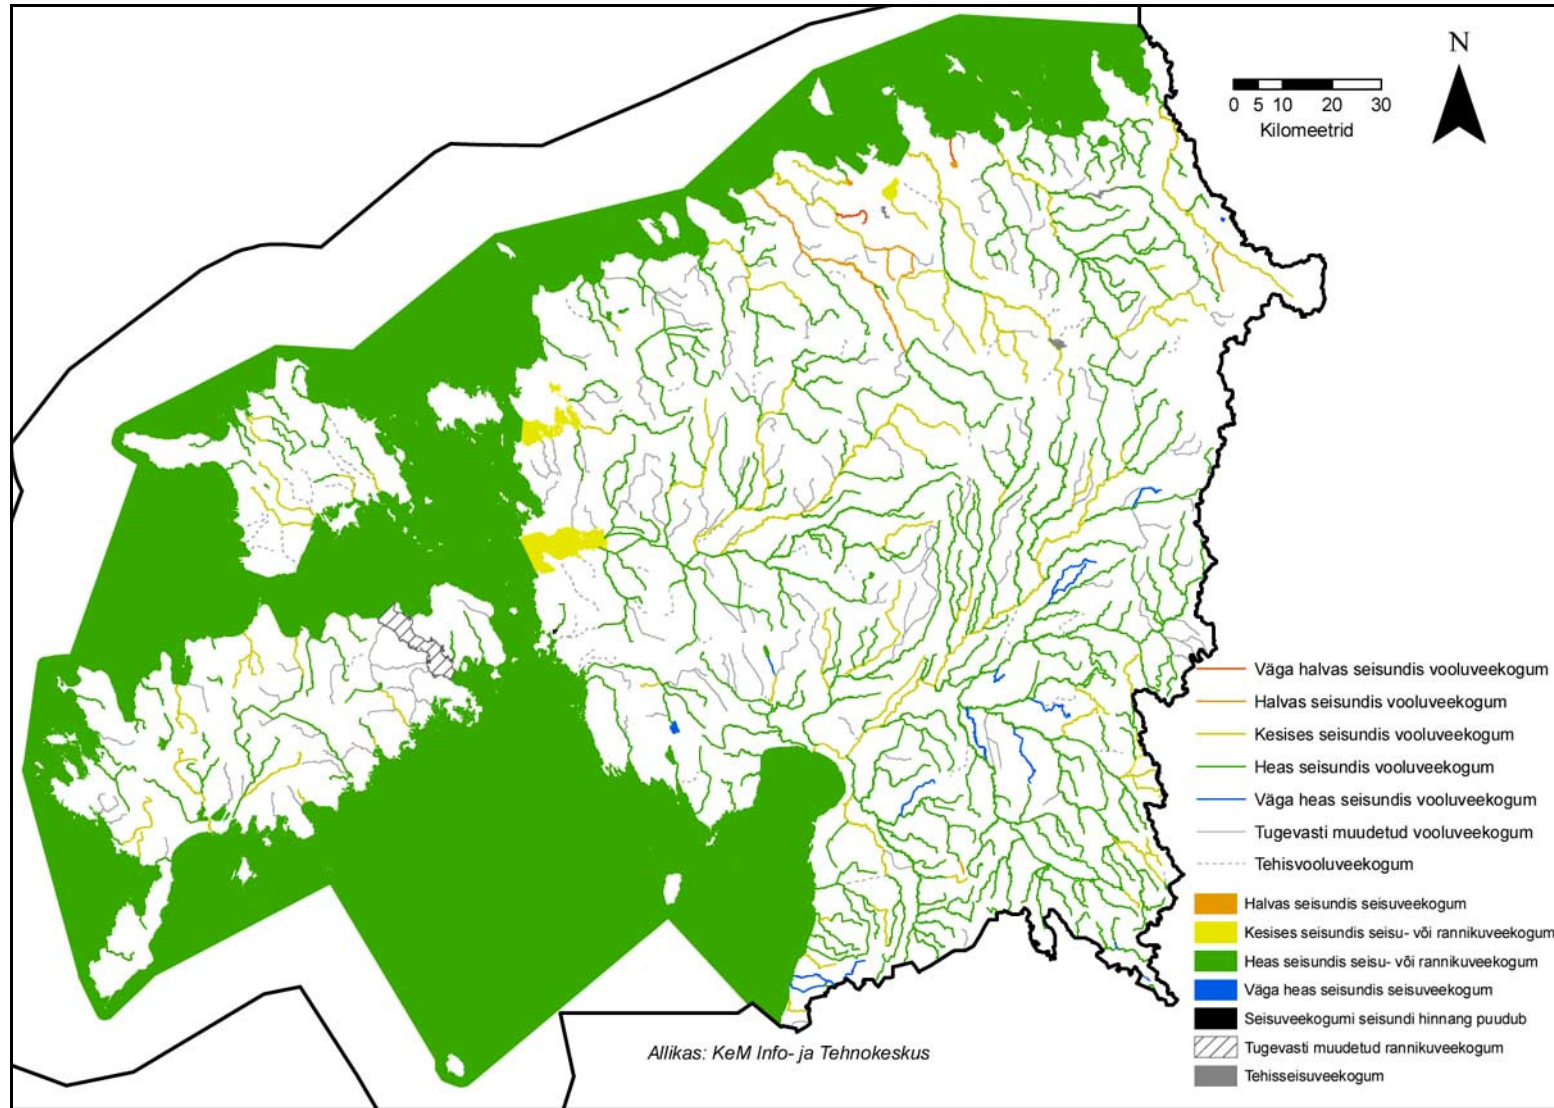 N
0 5 10 20 30
Kilomeetrid
Väga halvas seisundis vooluveekogum
Halvas seisundis vooluveekogum
Kesises seisundis vooluveekogum
Heas seisundis vooluveekogum
Väga heas seisundis vooluveekogum
Tugevasti muudetud vooluveekogum
Tehisvooluveekogum
Halvas seisundis seisuveekogum
Kesises seisundis seisu- või rannikuveekogum
Heas seisundis seisu- või rannikuveekogum
Väga heas seisundis seisuveekogum
Seisuveekogumi seisundi hinnang puudub
Tugevasti muudetud rannikuveekogum
Tehisseisuveekogum
Allikas: KeM Info- ja Tehnokeskus